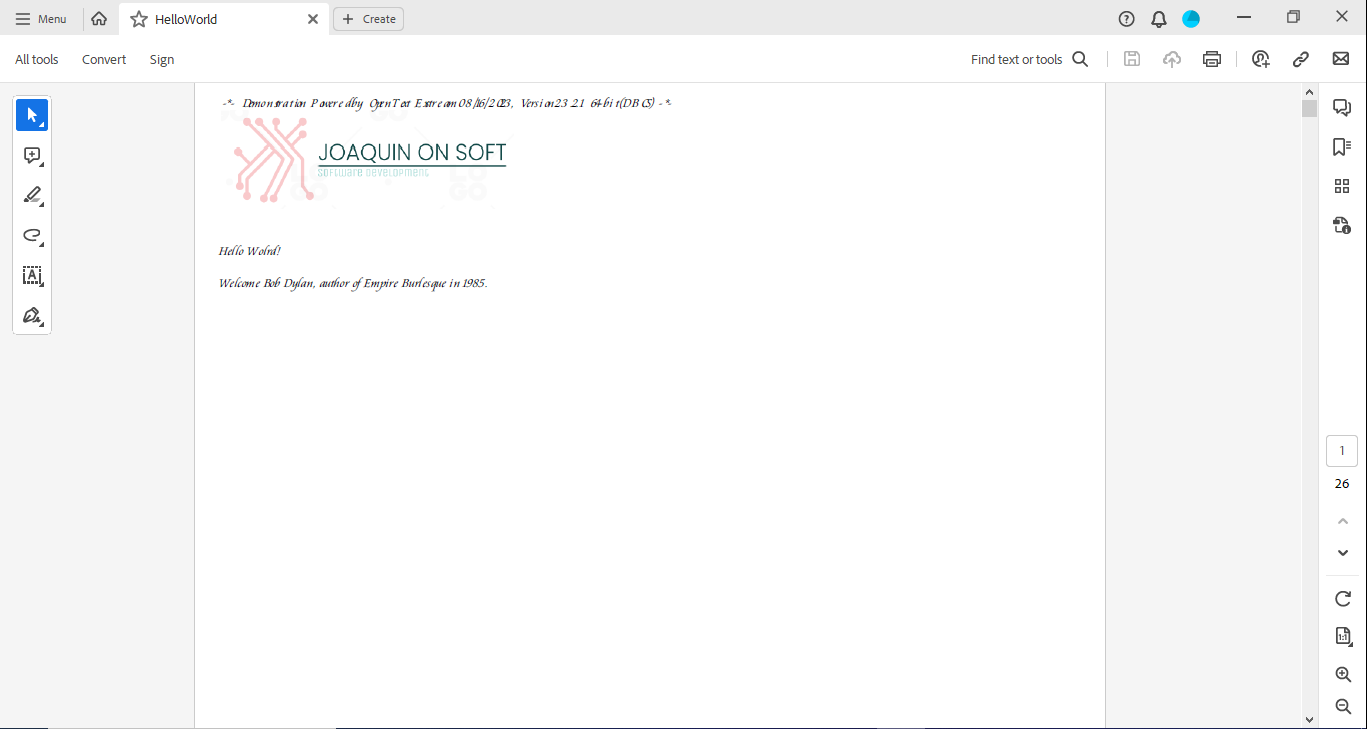 Menu
HelloWorld
Create
All tools
Convert
Sign
Find text or tools
-*- Demonstration Powered by OpenText Exstream 08/16/2023, Version 23.2.1 64-bit (DBCS) -*-
JOAQUIN ON SOFT
software development
LO
GO
Hello Wolrd!
Welcome Bob Dylan, author of Empire Burlesque in 1985.
1
26